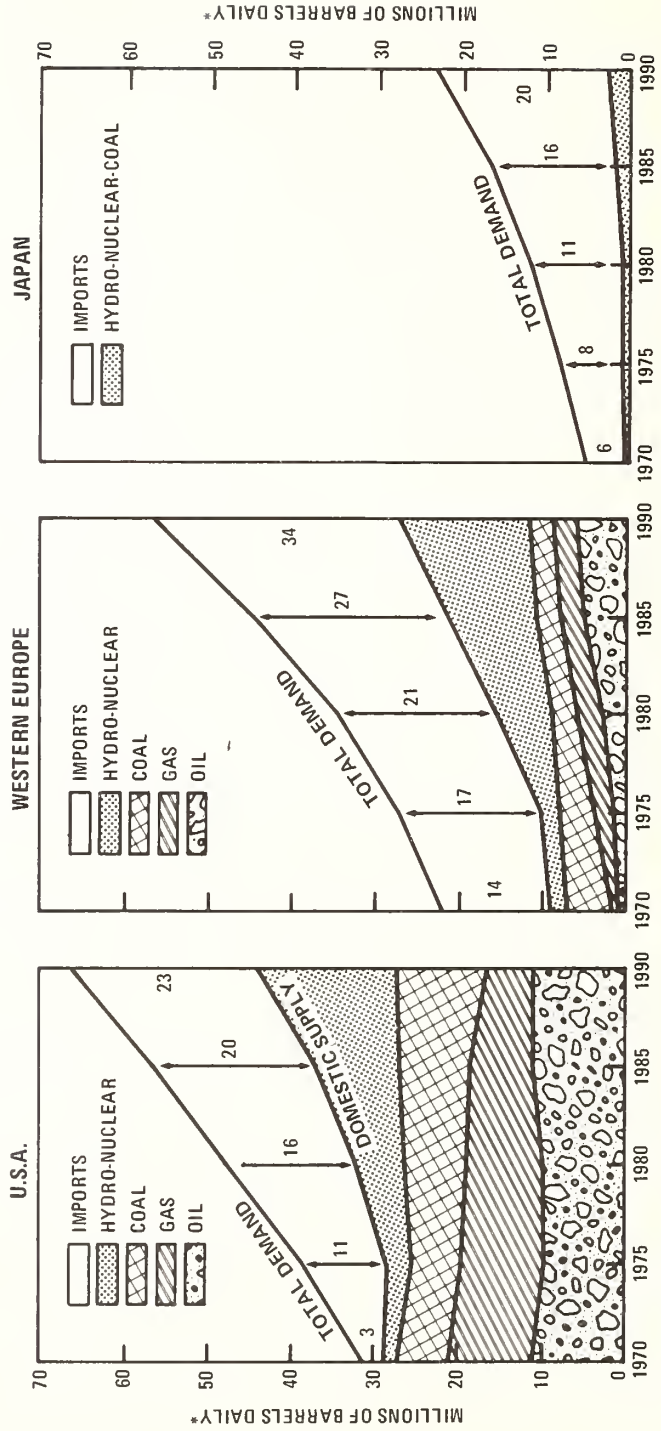 U.S.A.
MILLIONS OF BARRELS DAILY*
70
60
50
40
30
20
10
0
IMPORTS
HYDRO-NUCLEAR
COAL
GAS
OIL
TOTAL DEMAND
DOMESTIC SUPPLY
3
11
16
20
23
1970
1975
1980
1985
1990
WESTERN EUROPE
IMPORTS
HYDRO-NUCLEAR
COAL
GAS
OIL
TOTAL DEMAND
14
17
21
27
34
1970
1975
1980
1985
1990
JAPAN
IMPORTS
HYDRO-NUCLEAR-COAL
TOTAL DEMAND
6
8
11
16
20
1970
1975
1980
1985
1990
70
60
50
40
30
20
10
0
MILLIONS OF BARRELS DAILY*